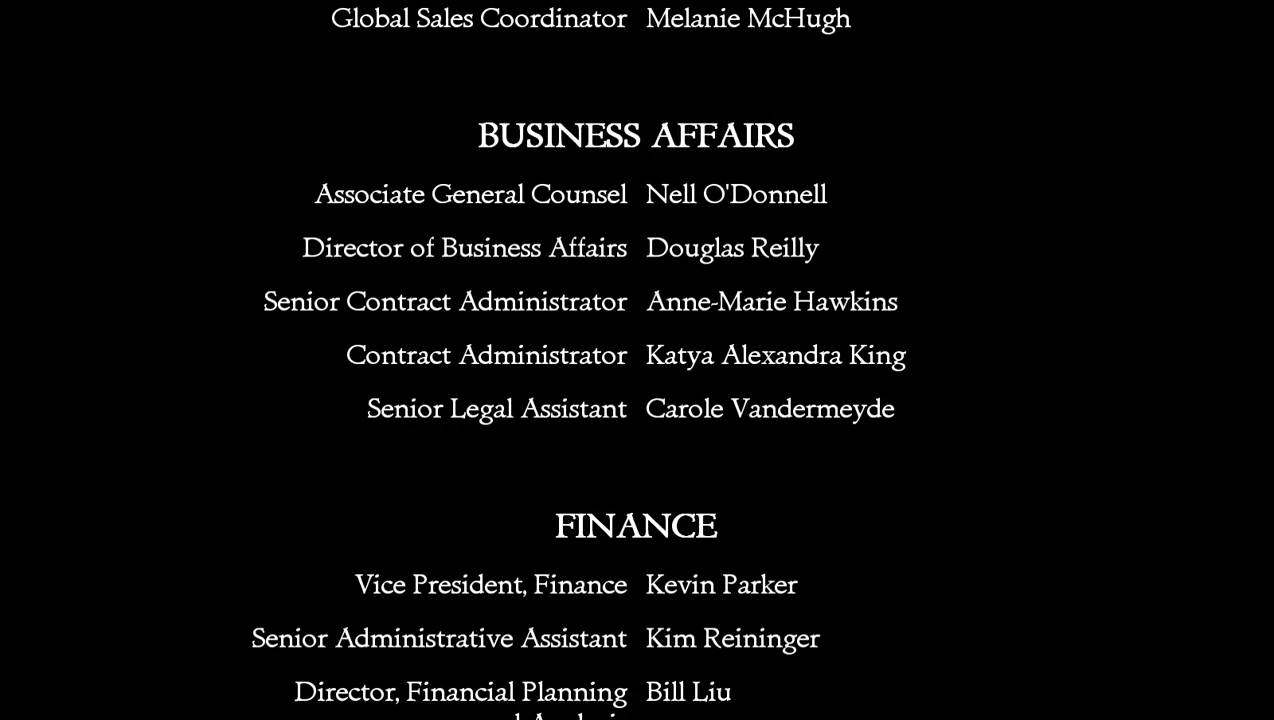 Global Sales Coordinator Melanie McHugh
BUSINESS AFFAIRS
Associate General Counsel Nell O'Donnell
Director of Business Affairs Douglas Reilly
Senior Contract Administrator Anne-Marie Hawkins
Contract Administrator Katya Alexandra King
Senior Legal Assistant Carole Vandermeyde
FINANCE
Vice President, Finance Kevin Parker
Senior Administrative Assistant Kim Reininger
Director, Financial Planning Bill Liu